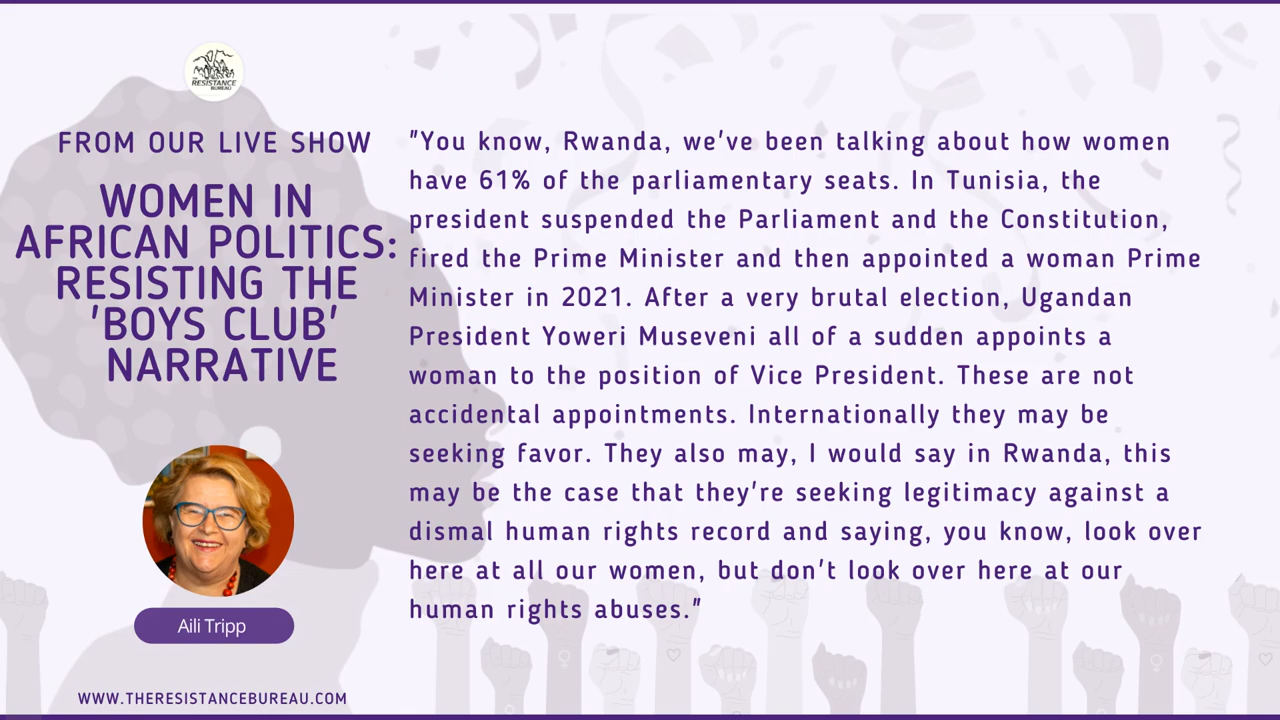 THE
RESISTANCE
BUREAU
FROM OUR LIVE SHOW
WOMEN IN
AFRICAN POLITICS:
RESISTING THE
'BOYS CLUB'
NARRATIVE
Aili Tripp
WWW.THERESISTANCEBUREAU.COM
"You know, Rwanda, we've been talking about how women
have 61% of the parliamentary seats. In Tunisia, the
president suspended the Parliament and the Constitution,
fired the Prime Minister and then appointed a woman Prime
Minister in 2021. After a very brutal election, Ugandan
President Yoweri Museveni all of a sudden appoints a
woman to the position of Vice President. These are not
accidental appointments. Internationally they may be
seeking favor. They also may, I would say in Rwanda, this
may be the case that they're seeking legitimacy against a
dismal human rights record and saying, you know, look over
here at all our women, but don't look over here at our
human rights abuses."